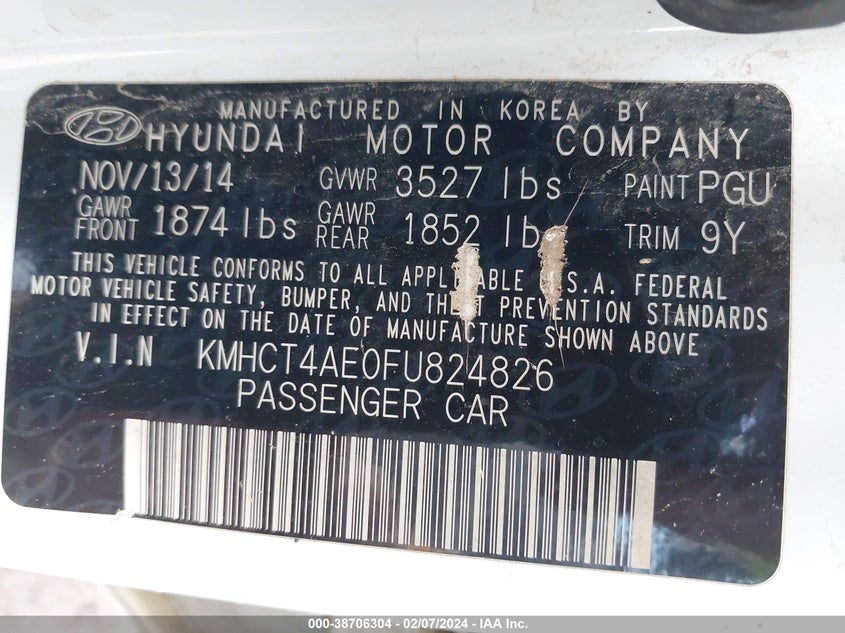 MANUFACTURED IN KOREA BY
HYUNDAI MOTOR COMPANY
NOV/13/14 GVWR 3527 lbs PAINT PGU
GAWR FRONT 1874 lbs GAWR REAR 1852 lb TRIM 9Y
THIS VEHICLE CONFORMS TO ALL APPLICABLE U.S.A. FEDERAL
MOTOR VEHICLE SAFETY, BUMPER, AND THEFT PREVENTION STANDARDS
IN EFFECT ON THE DATE OF MANUFACTURE SHOWN ABOVE
V.I.N KMHCT4AE0FU824826
PASSENGER CAR
000-38706304 - 02/07/2024 - IAA Inc.